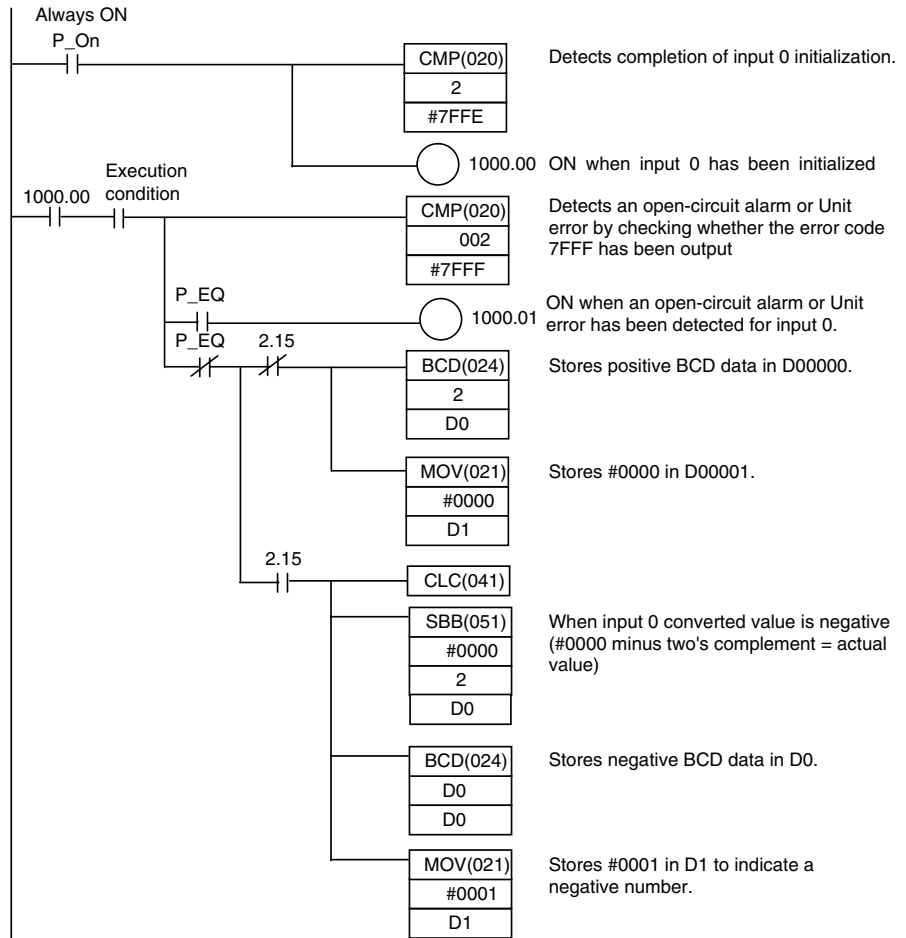 Always ON
P_On
CMP(020)
2
#7FFE
Detects completion of input 0 initialization.
1000.00
ON when input 0 has been initialized
1000.00
Execution
condition
CMP(020)
002
#7FFF
Detects an open-circuit alarm or Unit
error by checking whether the error code
7FFF has been output
P_EQ
1000.01
ON when an open-circuit alarm or Unit
error has been detected for input 0.
P_EQ
2.15
BCD(024)
2
D0
Stores positive BCD data in D00000.
MOV(021)
#0000
D1
Stores #0000 in D00001.
2.15
CLC(041)
SBB(051)
#0000
2
D0
When input 0 converted value is negative
(#0000 minus two's complement = actual
value)
BCD(024)
D0
D0
Stores negative BCD data in D0.
MOV(021)
#0001
D1
Stores #0001 in D1 to indicate a
negative number.